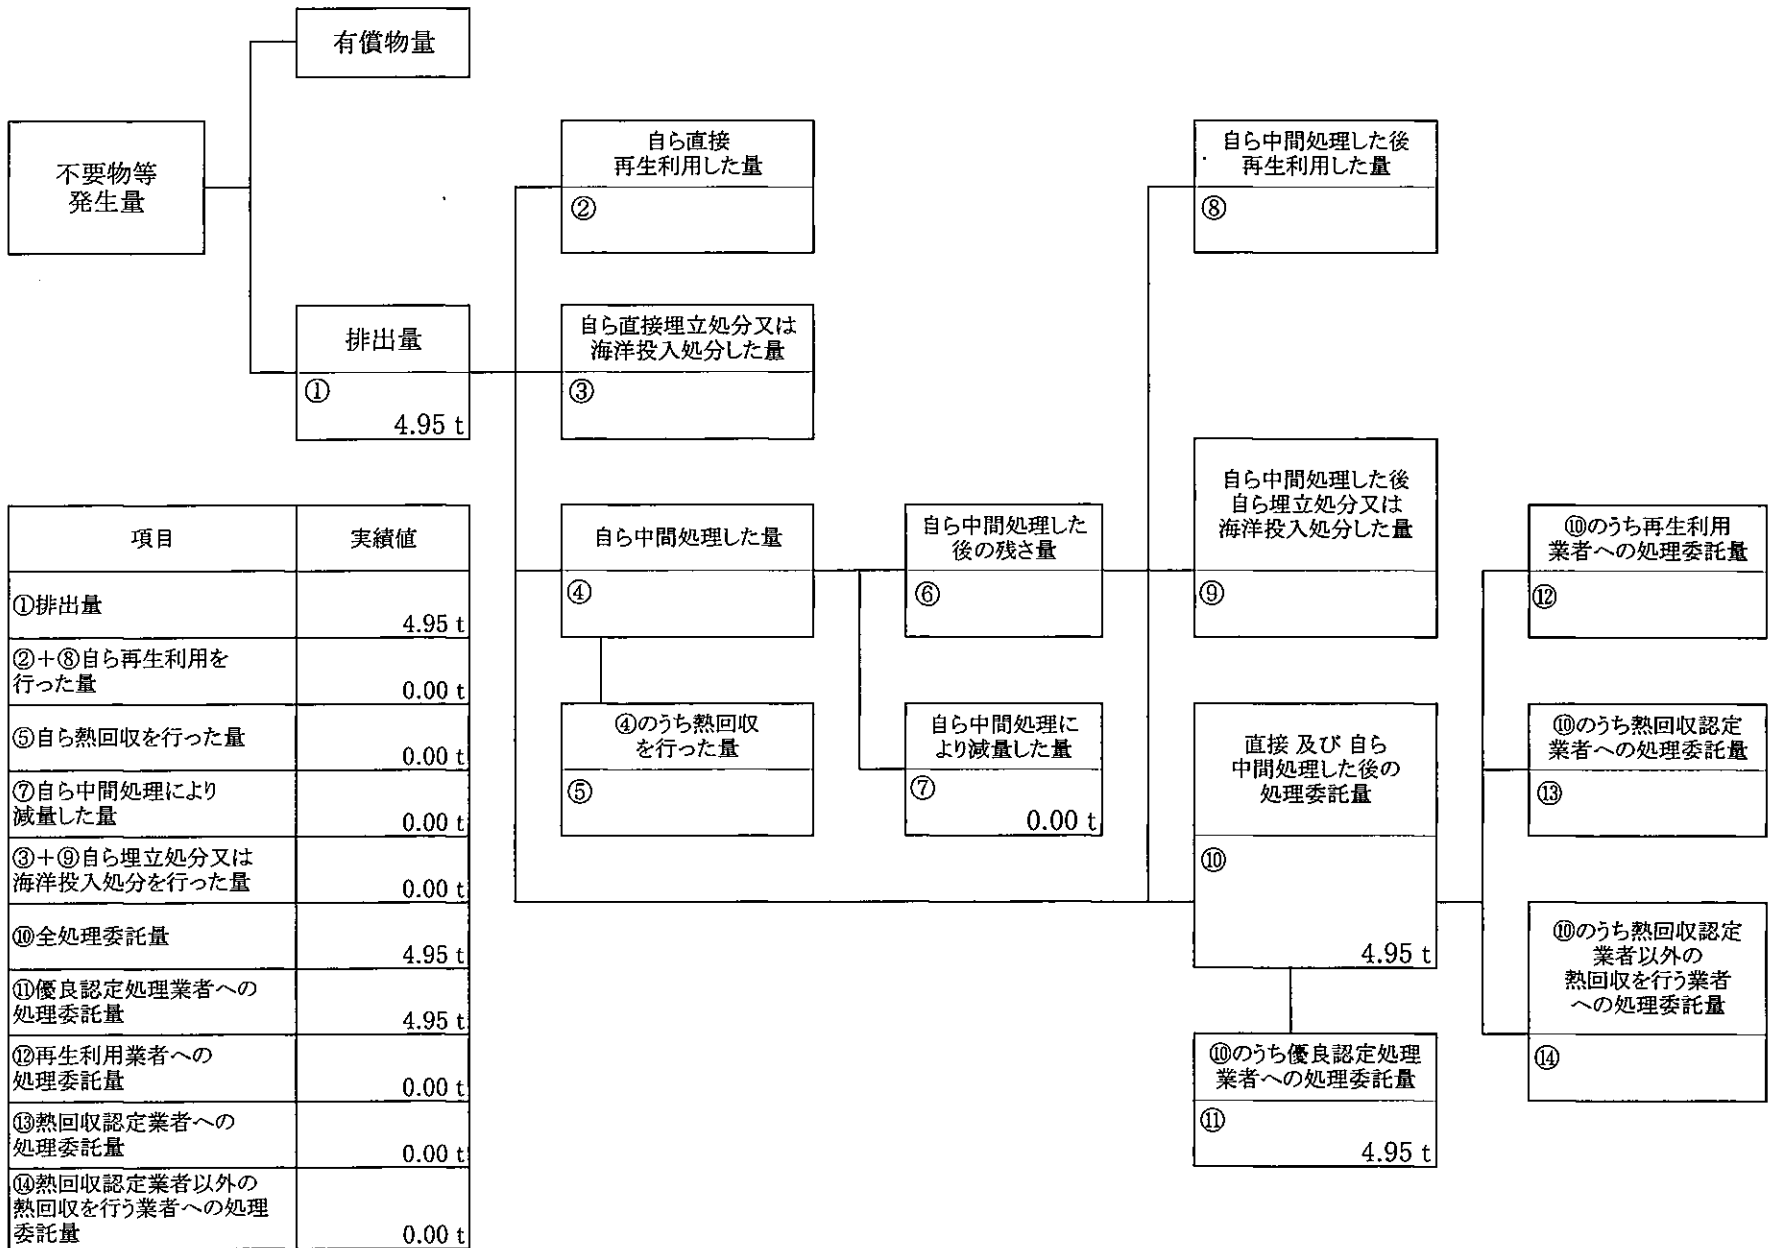 有償物量
不要物等
発生量
排出量
①
4.95 t
自ら直接
再生利用した量
②
自ら直接埋立処分又は
海洋投入処分した量
③
自ら中間処理した量
④
④のうち熱回収
を行った量
⑤
自ら中間処理した
後の残さ量
⑥
自ら中間処理に
より減量した量
⑦
0.00 t
自ら中間処理した後
再生利用した量
⑧
自ら中間処理した後
自ら埋立処分又は
海洋投入処分した量
⑨
直接 及び 自ら
中間処理した後の
処理委託量
⑩
4.95 t
⑩のうち優良認定処理
業者への処理委託量
⑪
4.95 t
⑩のうち再生利用
業者への処理委託量
⑫
⑩のうち熱回収認定
業者への処理委託量
⑬
⑩のうち熱回収認定
業者以外の
熱回収を行う業者
への処理委託量
⑭
項目 実績値
①排出量
4.95 t
②+⑧自ら再生利用を
行った量
0.00 t
⑤自ら熱回収を行った量
0.00 t
⑦自ら中間処理により
減量した量
0.00 t
③+⑨自ら埋立処分又は
海洋投入処分を行った量
0.00 t
⑩全処理委託量
4.95 t
⑪優良認定処理業者への
処理委託量
4.95 t
⑫再生利用業者への
処理委託量
0.00 t
⑬熱回収認定業者への
処理委託量
0.00 t
⑭熱回収認定業者以外の
熱回収を行う業者への処理
委託量
0.00 t